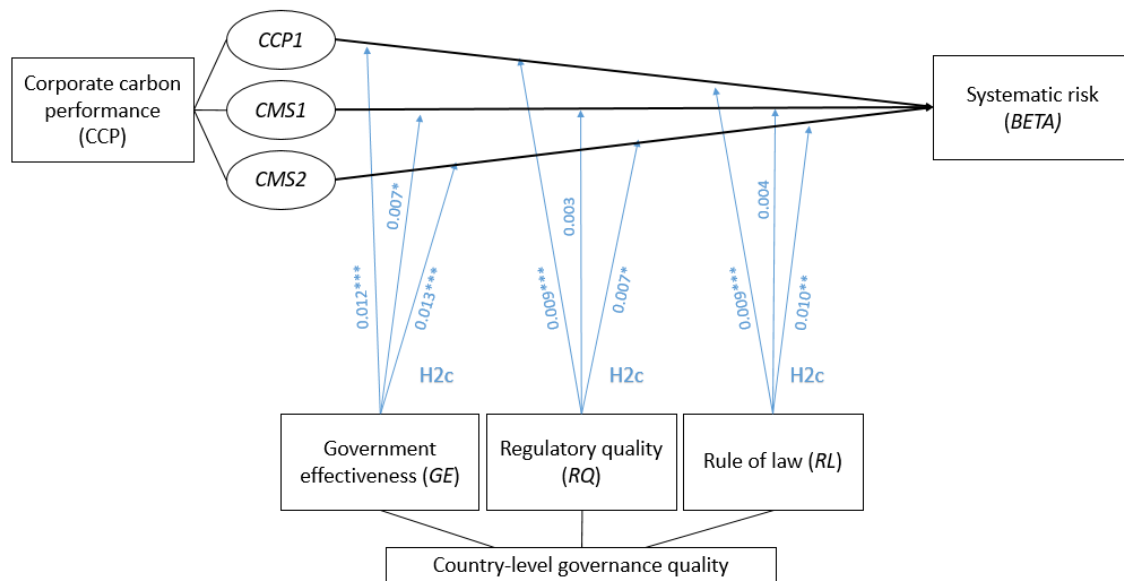 CCP1
Corporate carbon
performance
(CCP)
CMS1
CMS2
Systematic risk
(BETA)
0.012***
0.007*
0.013***
0.009***
0.003
0.007*
0.009***
0.004
0.010**
H2c
H2c
H2c
Government
effectiveness (GE)
Regulatory quality
(RQ)
Rule of law (RL)
Country-level governance quality